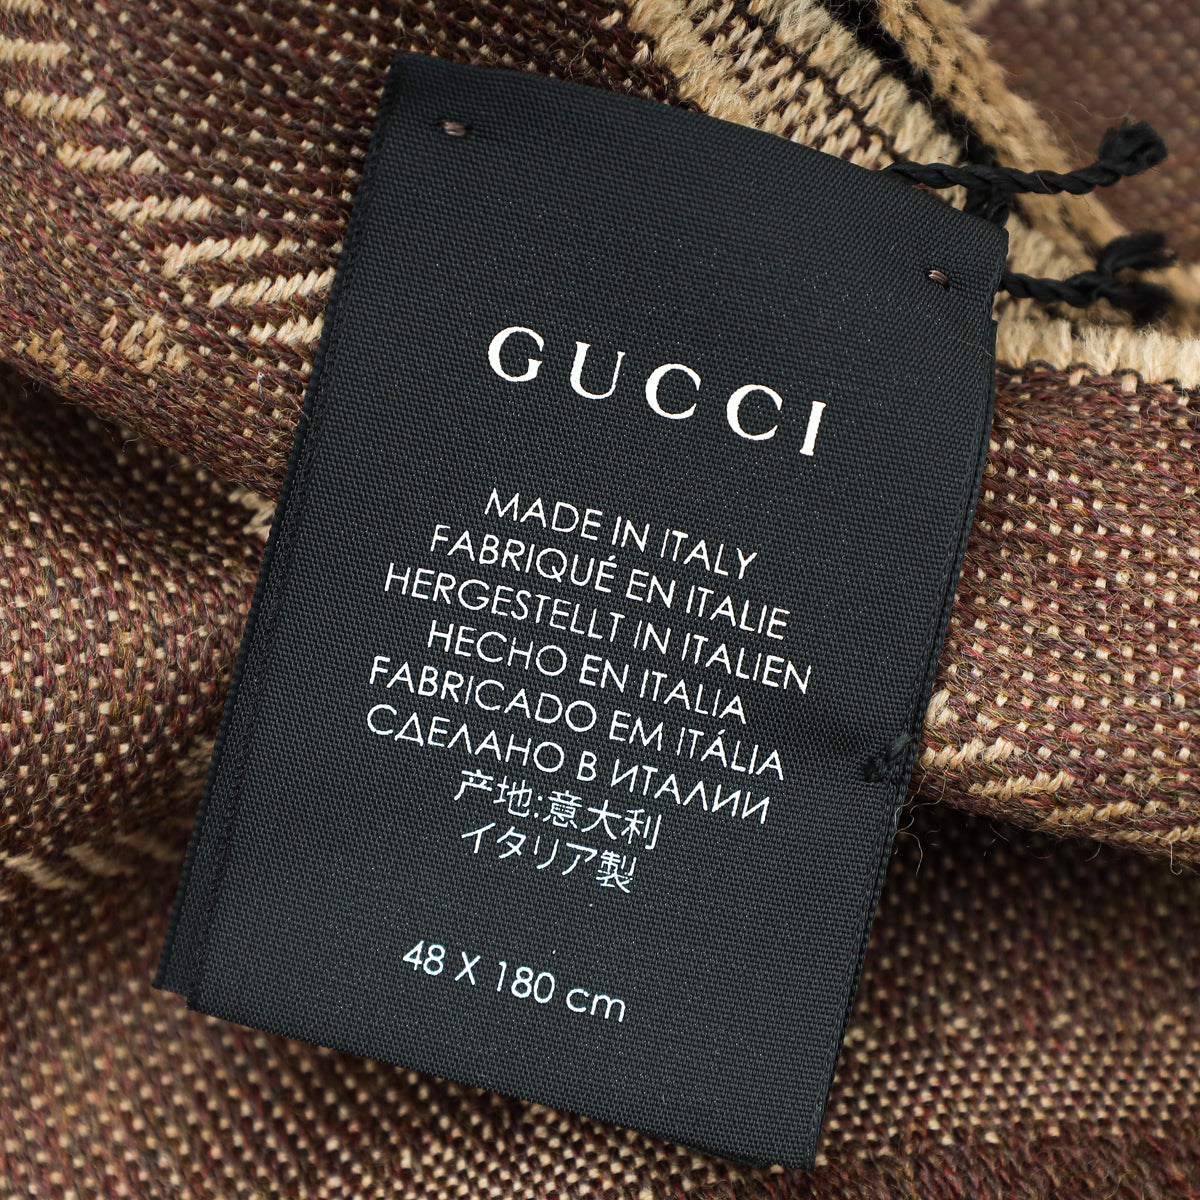 GUCCI
MADE IN ITALY
FABRIQUÉ EN ITALIE
HERGESTELLT IN ITALIEN
HECHO EN ITALIA
FABRICADO EM ITÁLIA
СДЕЛАНО В ИТАЛИИ
产地:意大利
イタリア製
48 X 180 cm